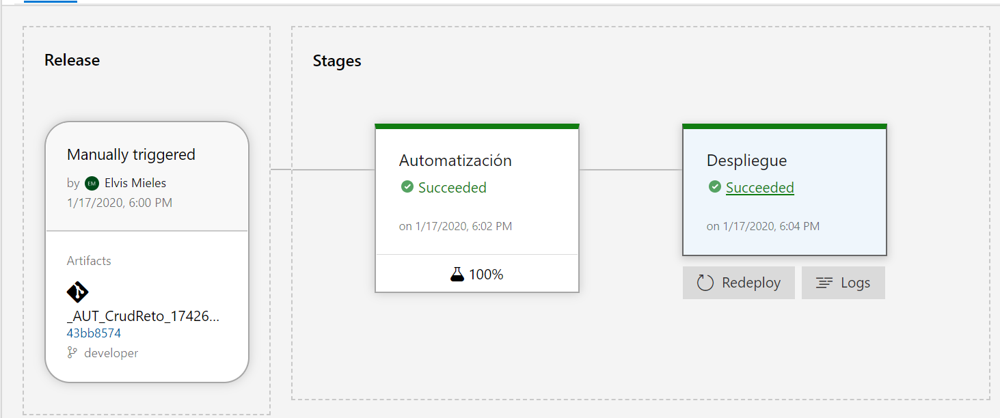 Release
Manually triggered
by EM Elvis Mieles
1/17/2020, 6:00 PM
Artifacts
_AUT_CrudReto_17426...
43bb8574
developer
Stages
Automatización
Succeeded
on 1/17/2020, 6:02 PM
100%
Despliegue
Succeeded
on 1/17/2020, 6:04 PM
Redeploy
Logs